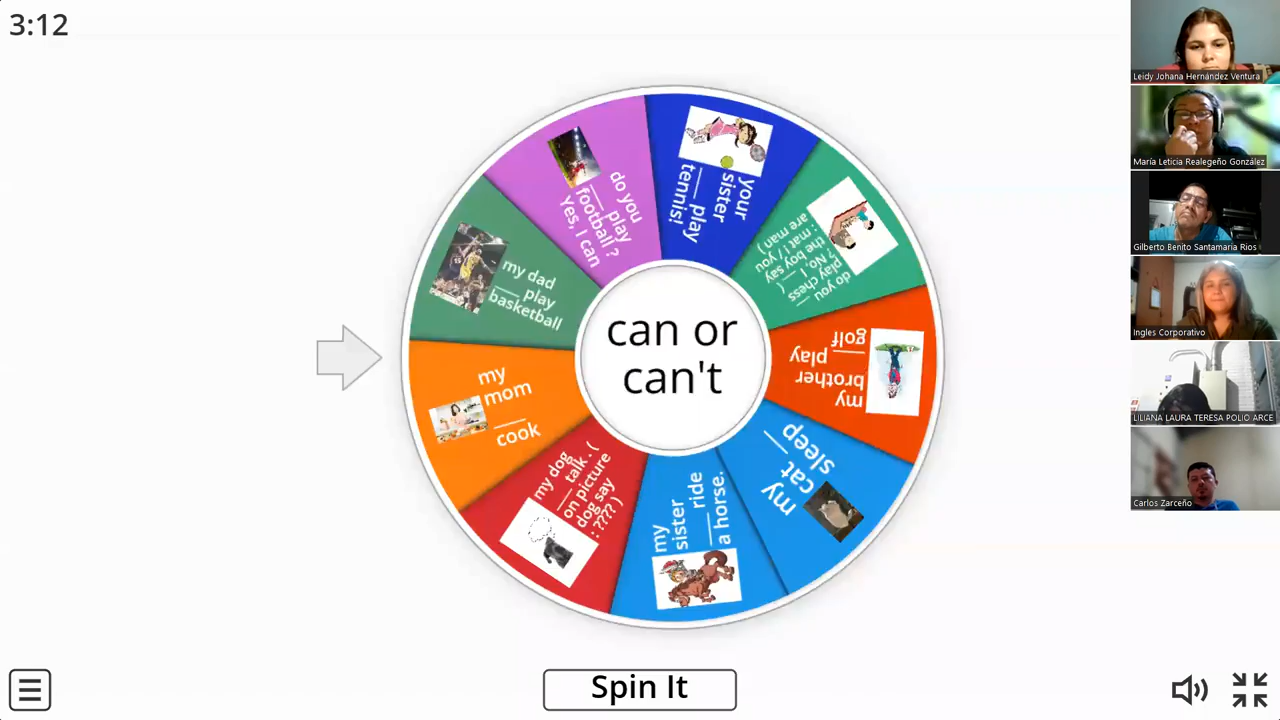 3:12
can or
can't
your
sister
___ play
tennis!
do you
___
play chess
? No, I ___ (
the boy say
: mat! / you
are man )
my
brother
___ play
golf
my
cat
___
sleep
my
sister
___ ride
a horse.
my dog
___ talk . (
on picture
dog say
: ???? )
my
mom
___
cook
my dad
___ play
basketball
do you
___ play
football ?
Yes, I can
Spin It
Leidy Johana Hernández Ventura
María Leticia Realegeño González
Gilberto Benito Santamaria Rios
Ingles Corporativo
LILIANA LAURA TERESA POLIO ARCE
Carlos Zarceño